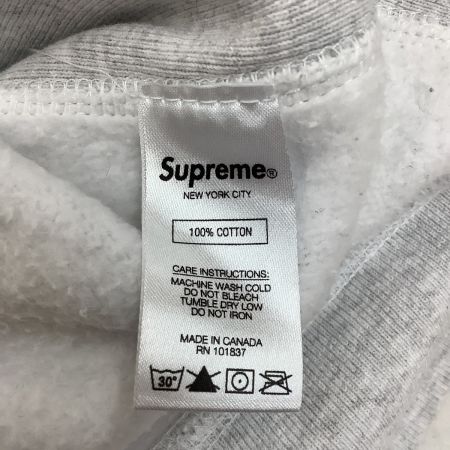 Supreme®
NEW YORK CITY
100% COTTON
CARE INSTRUCTIONS:
MACHINE WASH COLD
DO NOT BLEACH
TUMBLE DRY LOW
DO NOT IRON
MADE IN CANADA
RN 101837
30°